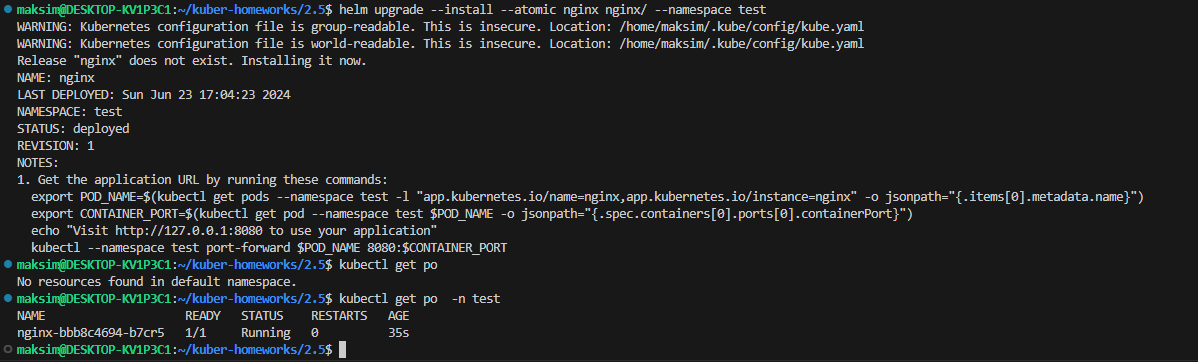 maksim@DESKTOP-KV1P3C1:~/kuber-homeworks/2.5$ helm upgrade --install --atomic nginx nginx/ --namespace test
WARNING: Kubernetes configuration file is group-readable. This is insecure. Location: /home/maksim/.kube/config/kube.yaml
WARNING: Kubernetes configuration file is world-readable. This is insecure. Location: /home/maksim/.kube/config/kube.yaml
Release "nginx" does not exist. Installing it now.
NAME: nginx
LAST DEPLOYED: Sun Jun 23 17:04:23 2024
NAMESPACE: test
STATUS: deployed
REVISION: 1
NOTES:
1. Get the application URL by running these commands:
  export POD_NAME=$(kubectl get pods --namespace test -l "app.kubernetes.io/name=nginx,app.kubernetes.io/instance=nginx" -o jsonpath="{.items[0].metadata.name}")
  export CONTAINER_PORT=$(kubectl get pod --namespace test $POD_NAME -o jsonpath="{.spec.containers[0].ports[0].containerPort}")
  echo "Visit http://127.0.0.1:8080 to use your application"
  kubectl --namespace test port-forward $POD_NAME 8080:$CONTAINER_PORT
maksim@DESKTOP-KV1P3C1:~/kuber-homeworks/2.5$ kubectl get po
No resources found in default namespace.
maksim@DESKTOP-KV1P3C1:~/kuber-homeworks/2.5$ kubectl get po  -n test
NAME                    READY   STATUS    RESTARTS   AGE
nginx-bbb8c4694-b7cr5   1/1     Running   0          35s
maksim@DESKTOP-KV1P3C1:~/kuber-homeworks/2.5$